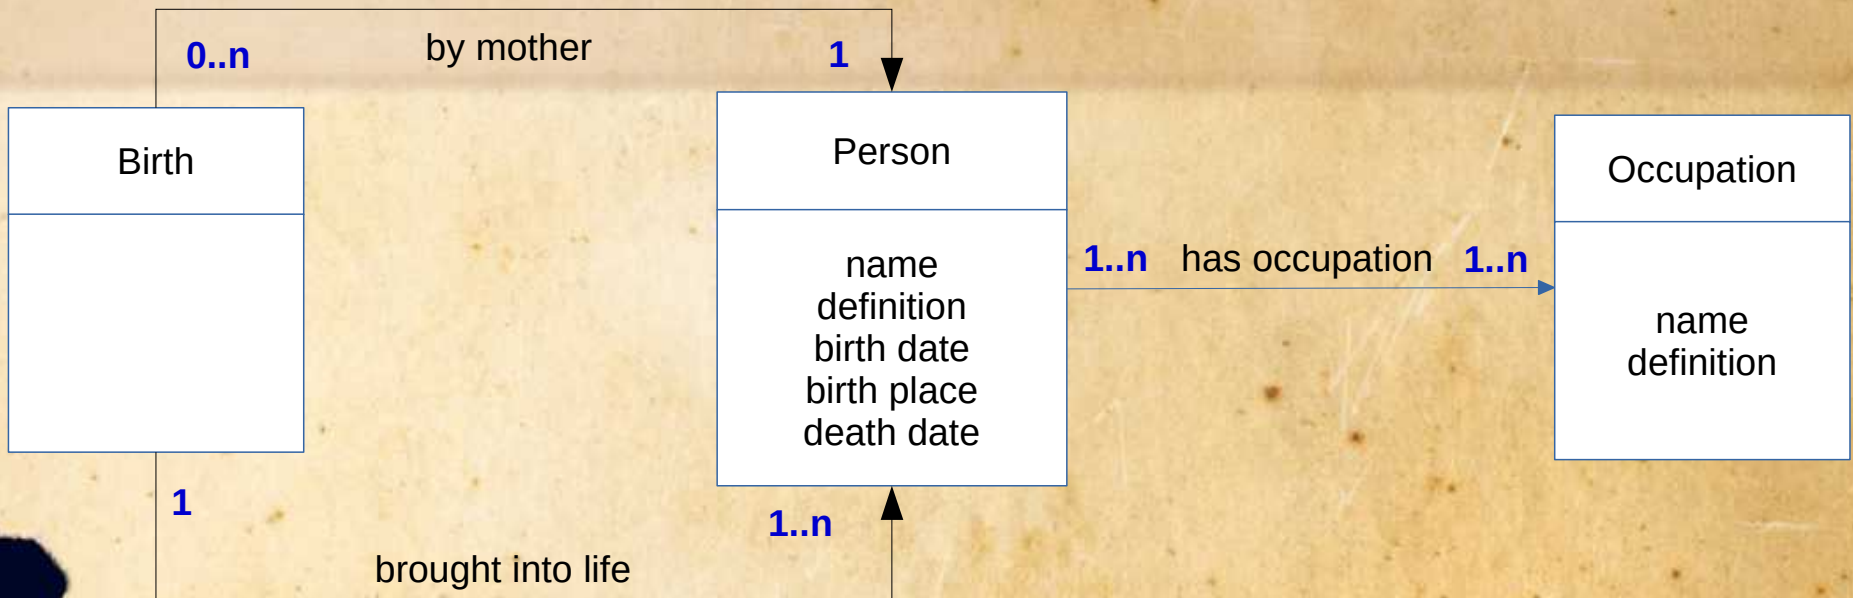 0..n by mother 1
Birth
Person
name
definition
birth date
birth place
death date
1..n has occupation 1..n
Occupation
name
definition
1
1..n
brought into life